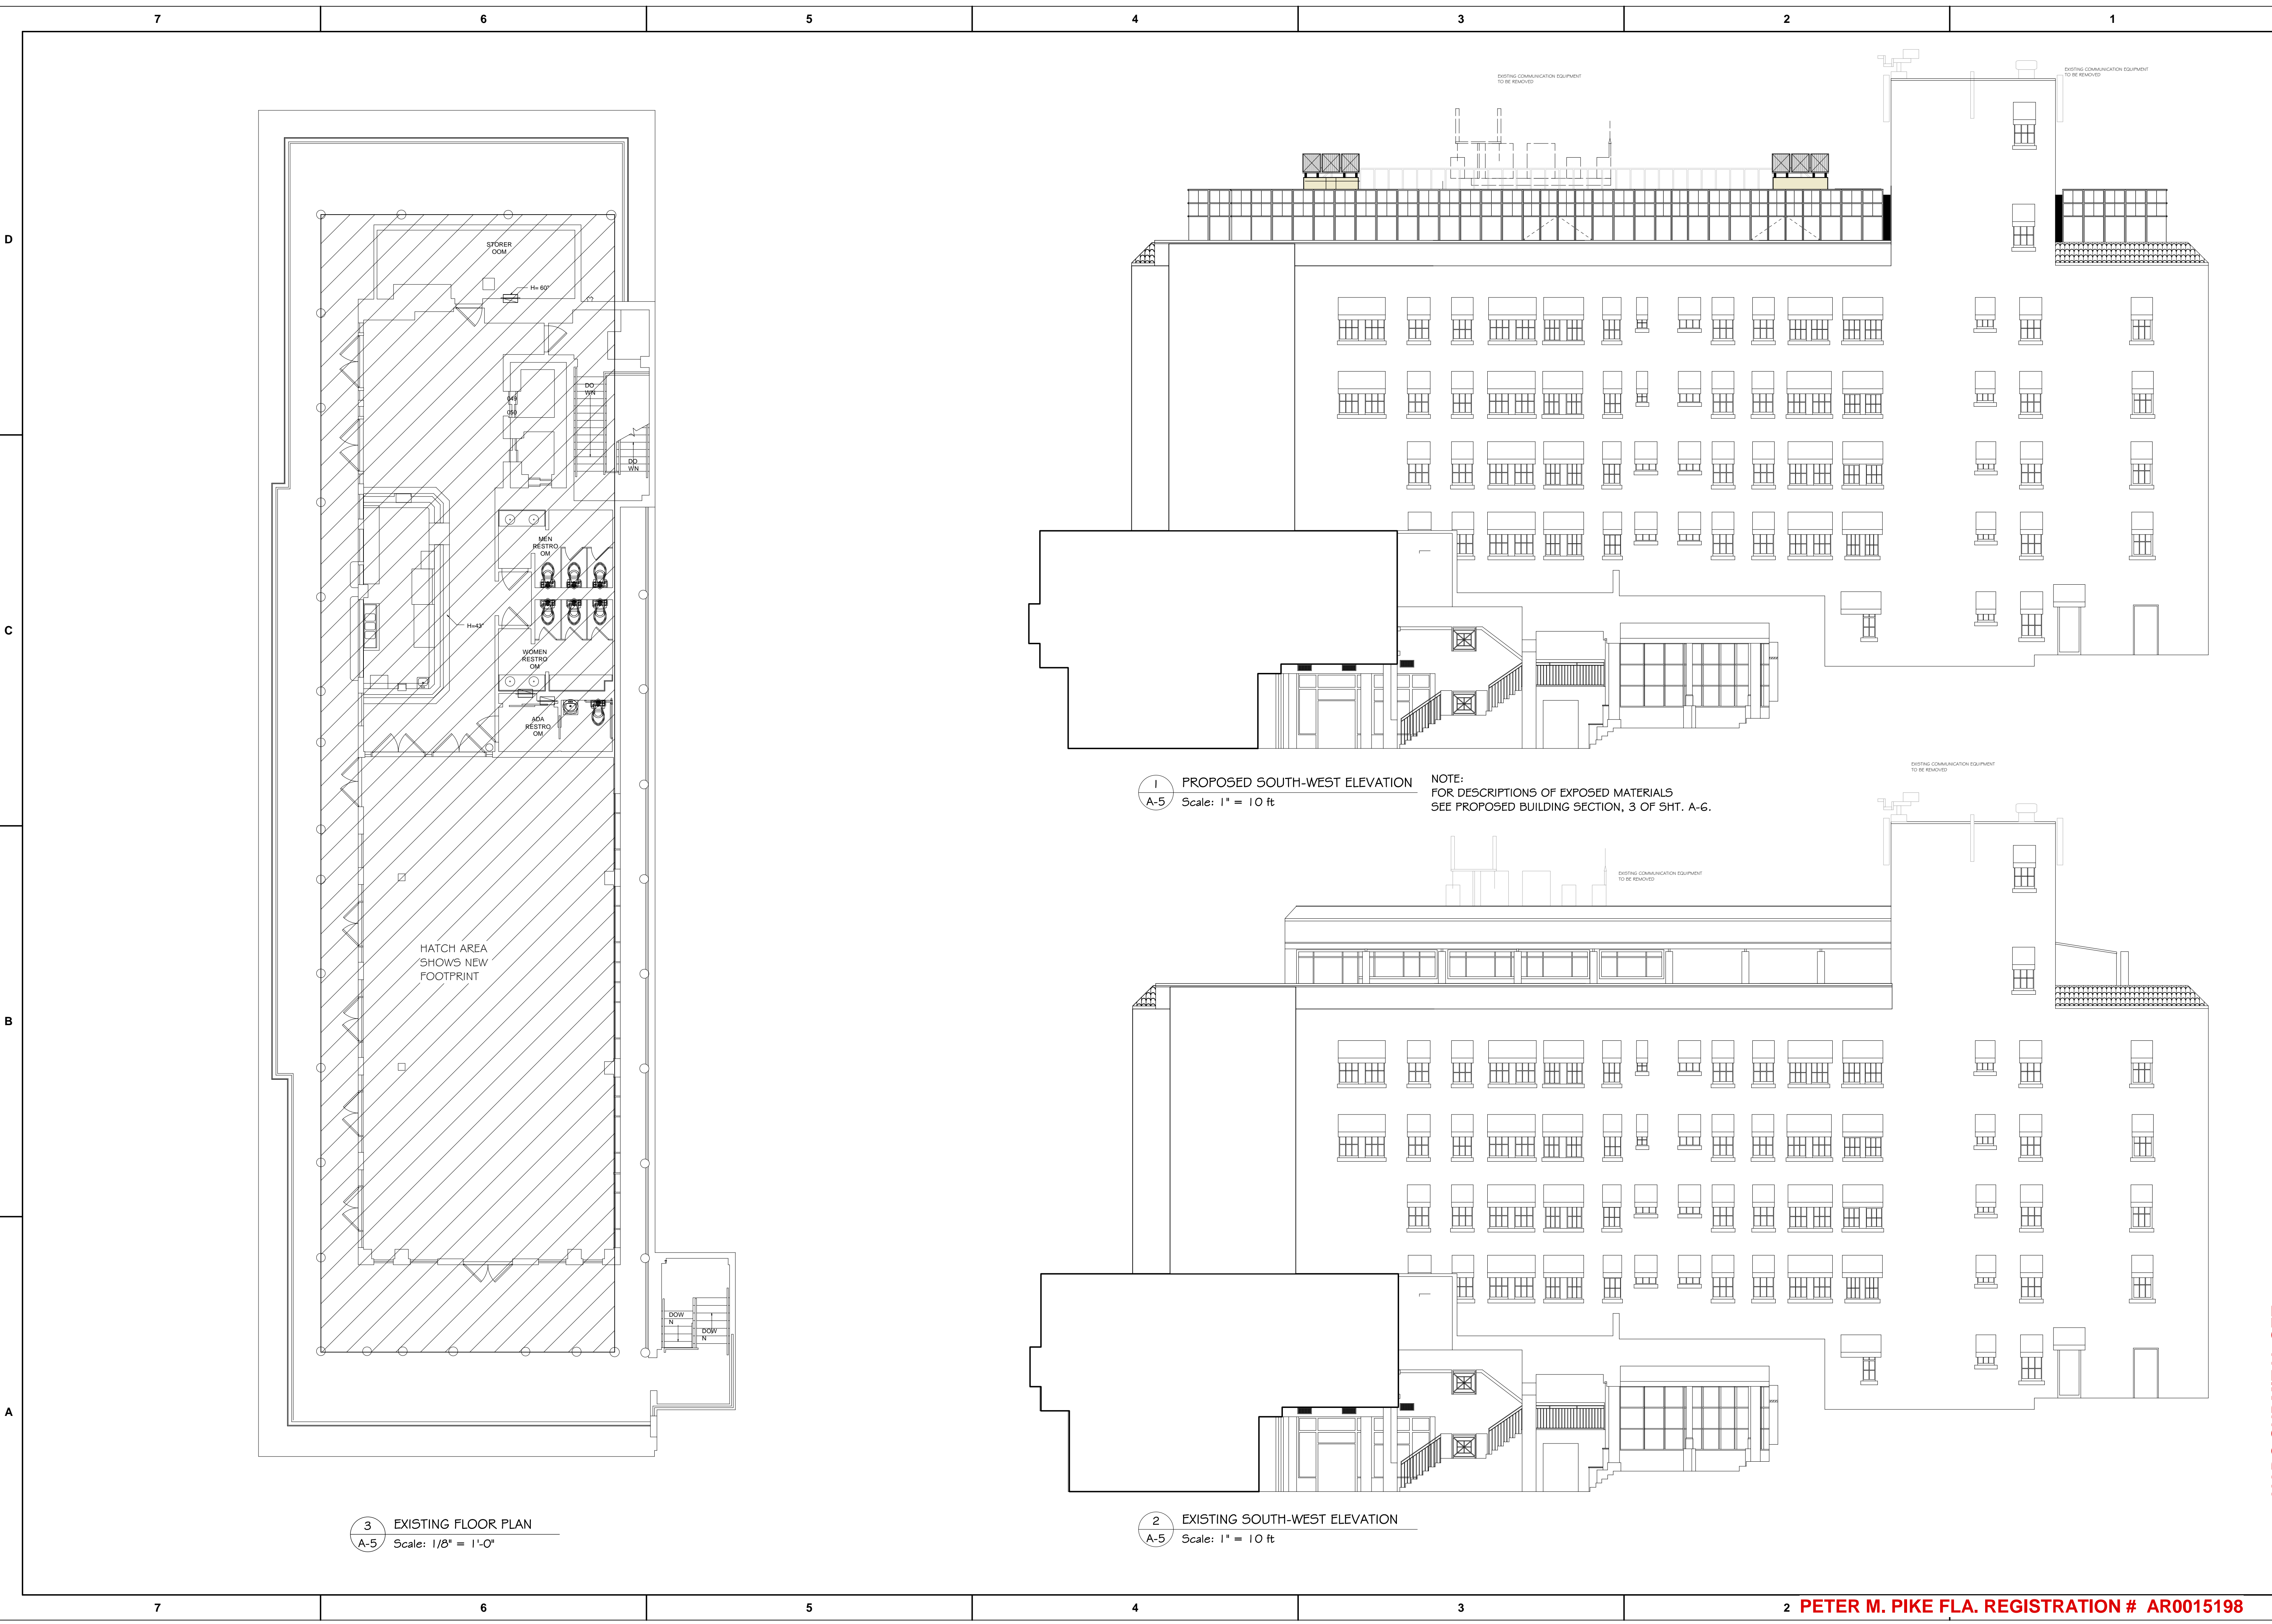 7 6 5 4 3 2 1
D
C
B
A
STORER
OOM
H= 60"
DO
WN
049
050
DO
WN
MEN
RESTRO
OM
H=43"
WOMEN
RESTRO
OM
ADA
RESTRO
OM
HATCH AREA
SHOWS NEW
FOOTPRINT
DOW
N
DOW
N
3
A-5
EXISTING FLOOR PLAN
Scale: 1/8" = 1'-0"
EXISTING COMMUNICATION EQUIPMENT
TO BE REMOVED
EXISTING COMMUNICATION EQUIPMENT
TO BE REMOVED
1
A-5
PROPOSED SOUTH-WEST ELEVATION
Scale: 1" = 10 ft
NOTE:
FOR DESCRIPTIONS OF EXPOSED MATERIALS
SEE PROPOSED BUILDING SECTION, 3 OF SHT. A-6.
EXISTING COMMUNICATION EQUIPMENT
TO BE REMOVED
EXISTING COMMUNICATION EQUIPMENT
TO BE REMOVED
2
A-5
EXISTING SOUTH-WEST ELEVATION
Scale: 1" = 10 ft
7 6 5 4 3 2
PETER M. PIKE FLA. REGISTRATION # AR0015198